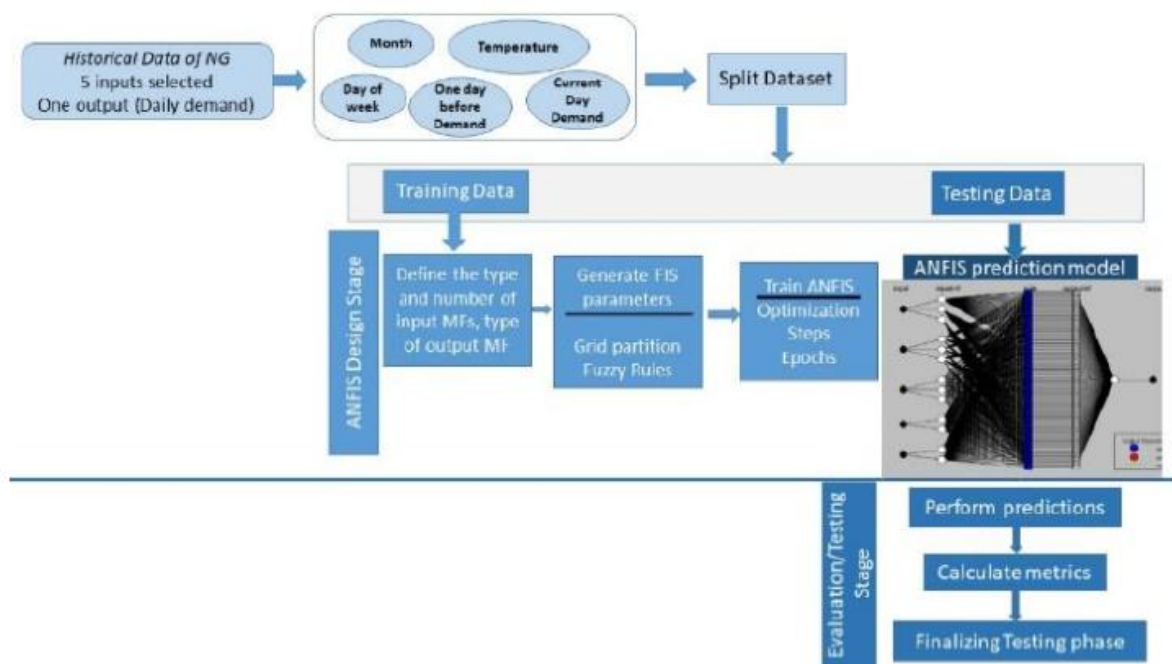 Historical Data of NG
5 inputs selected
One output (Daily demand)
Month
Temperature
Day of
week
One day
before
Demand
Current
Day
Demand
Split Dataset
Training Data
Testing Data
ANFIS Design Stage
Define the type
and number of
input MFs, type
of output MF
Generate FIS
parameters
Grid partition
Fuzzy Rules
Train ANFIS
Optimization
Steps
Epochs
ANFIS prediction model
input
Evaluation/Testing
Stage
Perform predictions
Calculate metrics
Finalizing Testing phase